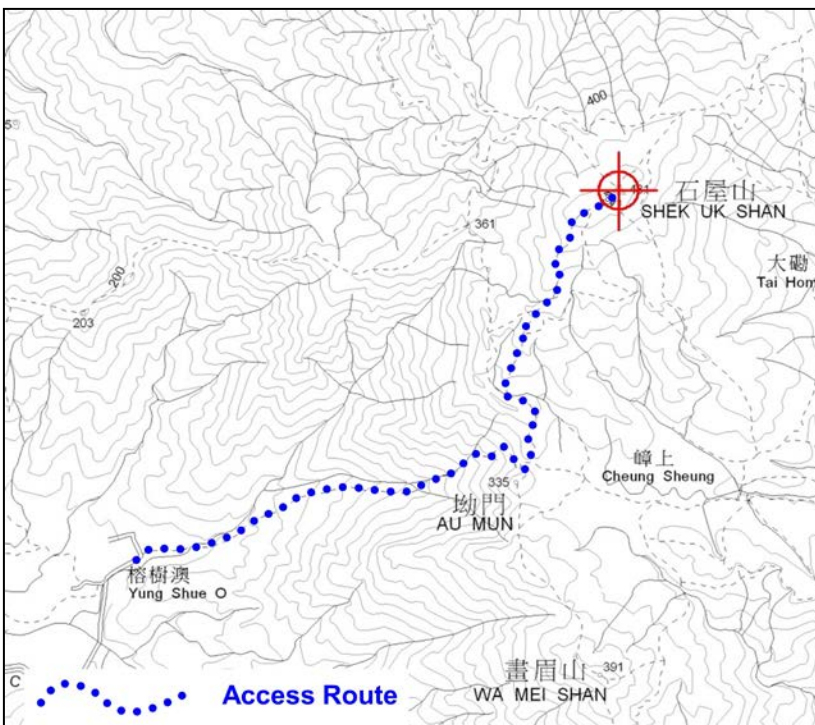 400
石屋山
SHEK UK SHAN
361
大磡
Tai Hom
200
203
嶂上
Cheung Sheung
335
坳門
AU MUN
榕樹澳
Yung Shue O
畫眉山
391
WA MEI SHAN
C
Access Route